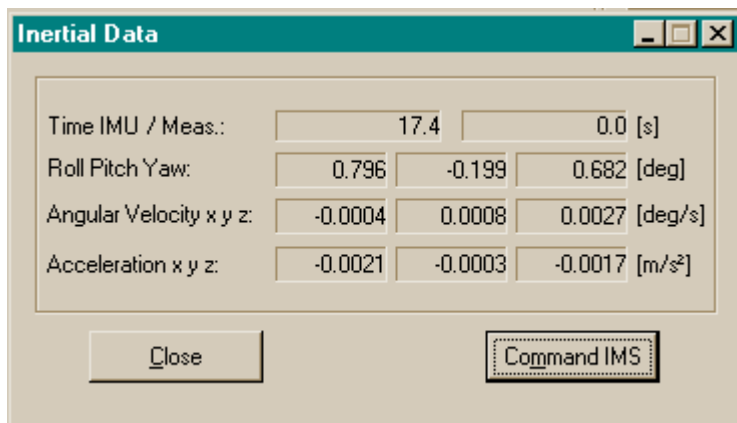 Inertial Data
Time IMU / Meas.: 17.4 0.0 [s]
Roll Pitch Yaw: 0.796 -0.199 0.682 [deg]
Angular Velocity x y z: -0.0004 0.0008 0.0027 [deg/s]
Acceleration x y z: -0.0021 -0.0003 -0.0017 [m/s²]
Close Command IMS